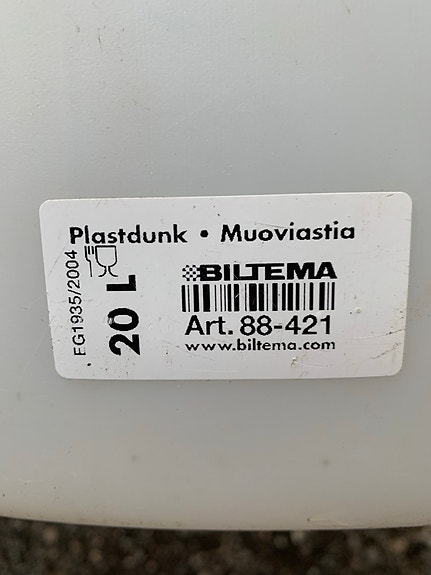 Plastdunk • Muoviastia
EG1935/2004
20 L
BILTEMA
Art. 88-421
www.biltema.com